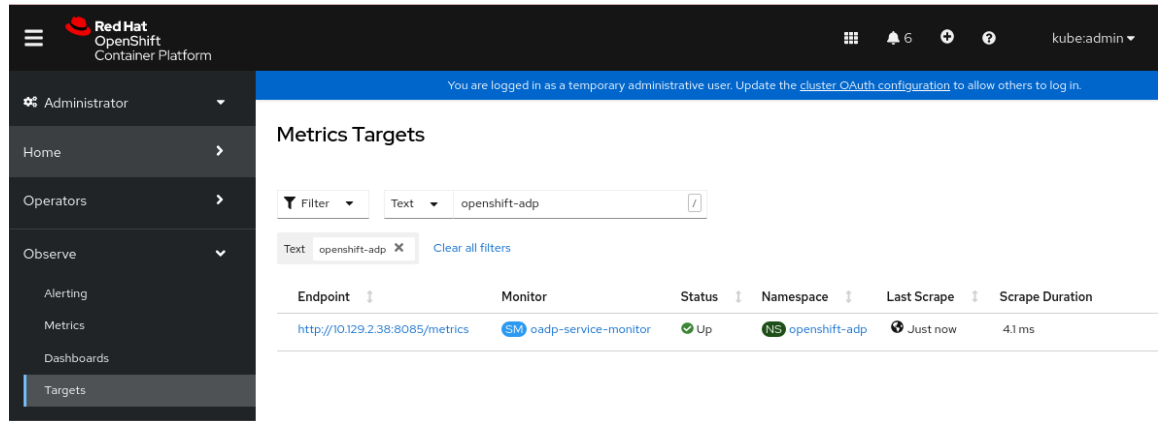 Red Hat
OpenShift
Container Platform
6
kube:admin
You are logged in as a temporary administrative user. Update the cluster OAuth configuration to allow others to log in.
Administrator
Home
Operators
Observe
Alerting
Metrics
Dashboards
Targets
Metrics Targets
Filter Text openshift-adp /
Text openshift-adp Clear all filters
Endpoint Monitor Status Namespace Last Scrape Scrape Duration
http://10.129.2.38:8085/metrics SM oadp-service-monitor Up NS openshift-adp Just now 4.1 ms